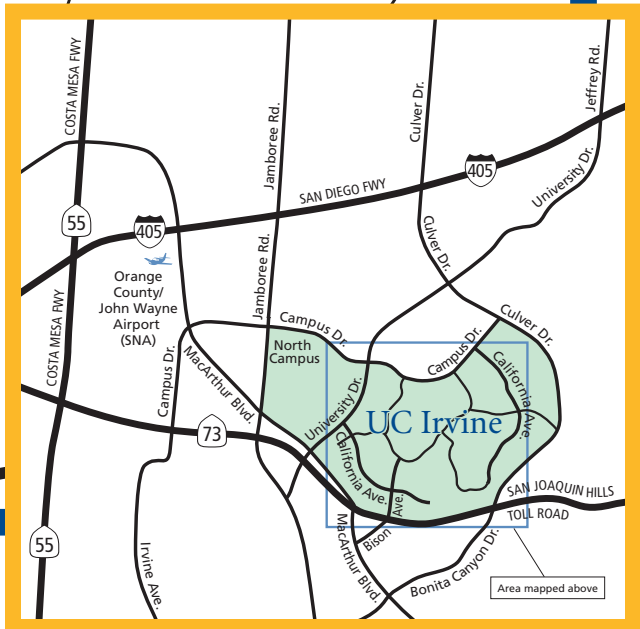 COSTA MESA FWY
Jamboree Rd.
Culver Dr.
Jeffrey Rd.
405
SAN DIEGO FWY
University Dr.
55
405
Orange
County/
John Wayne
Airport
(SNA)
Culver Dr.
Jamboree Rd.
COSTA MESA FWY
Campus Dr.
MacArthur Blvd.
Campus Dr.
North
Campus
Campus Dr.
Culver Dr.
California Ave.
University Dr.
UC Irvine
73
California Ave.
SAN JOAQUIN HILLS
TOLL ROAD
55
Irvine Ave.
MacArthur Blvd.
Bison
Ave.
Bonita Canyon Dr.
Area mapped above